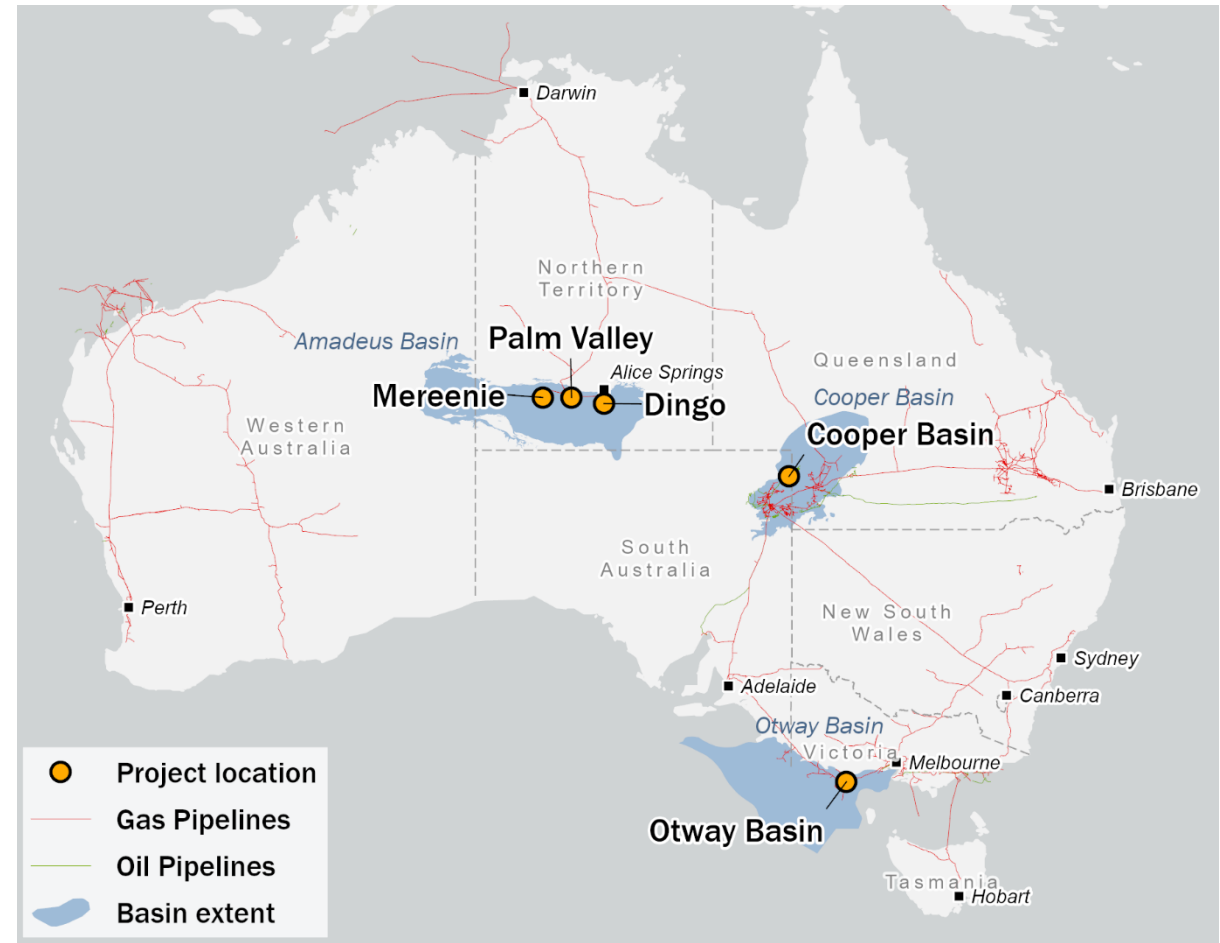 Darwin
Northern
Territory
Amadeus Basin
Palm Valley
Queensland
Alice Springs
Mereenie
Dingo
Cooper Basin
Western
Australia
Cooper Basin
Brisbane
South
Australia
Perth
New South
Wales
Sydney
Adelaide
Canberra
Otway Basin
Victoria
Melbourne
Otway Basin
Tasmania
Hobart
Project location
Gas Pipelines
Oil Pipelines
Basin extent